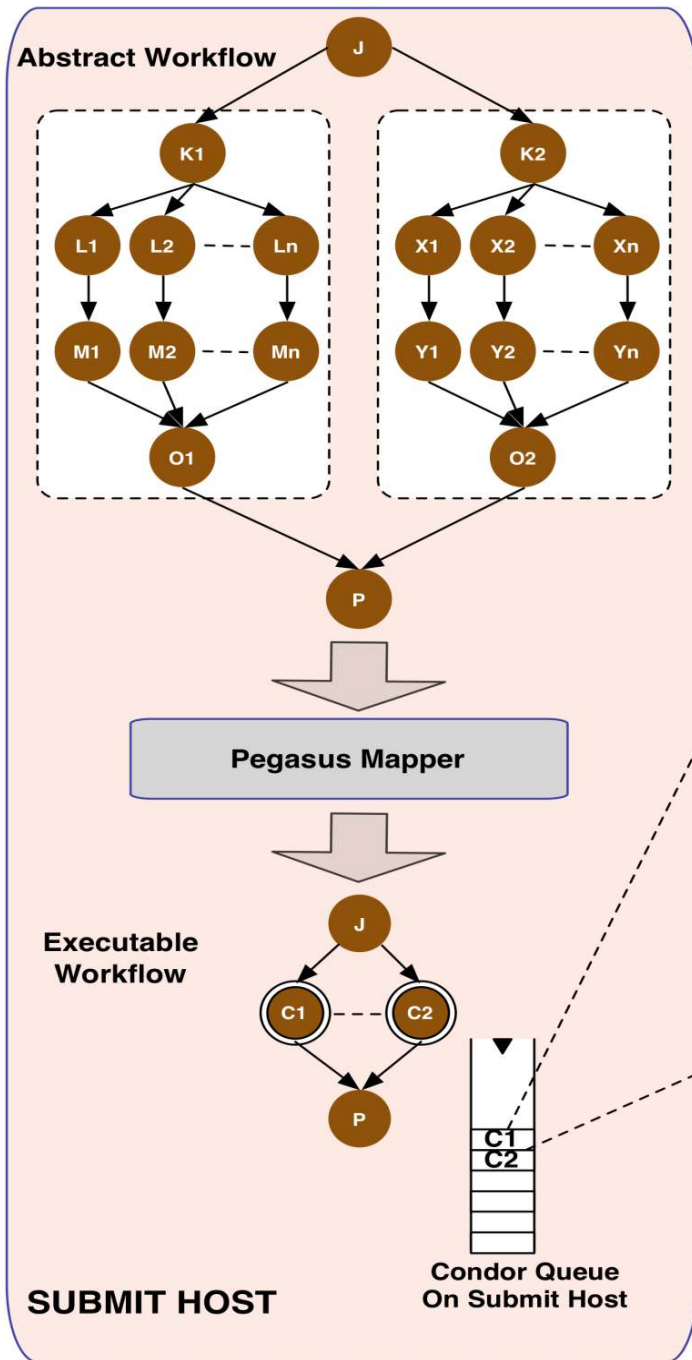 J
Abstract Workflow
K1
K2
L1 L2 Ln
X1 X2 Xn
M1 M2 Mn
Y1 Y2 Yn
O1
O2
P
Pegasus Mapper
J
Executable
Workflow
C1
C2
P
C1
C2
Condor Queue
On Submit Host
SUBMIT HOST